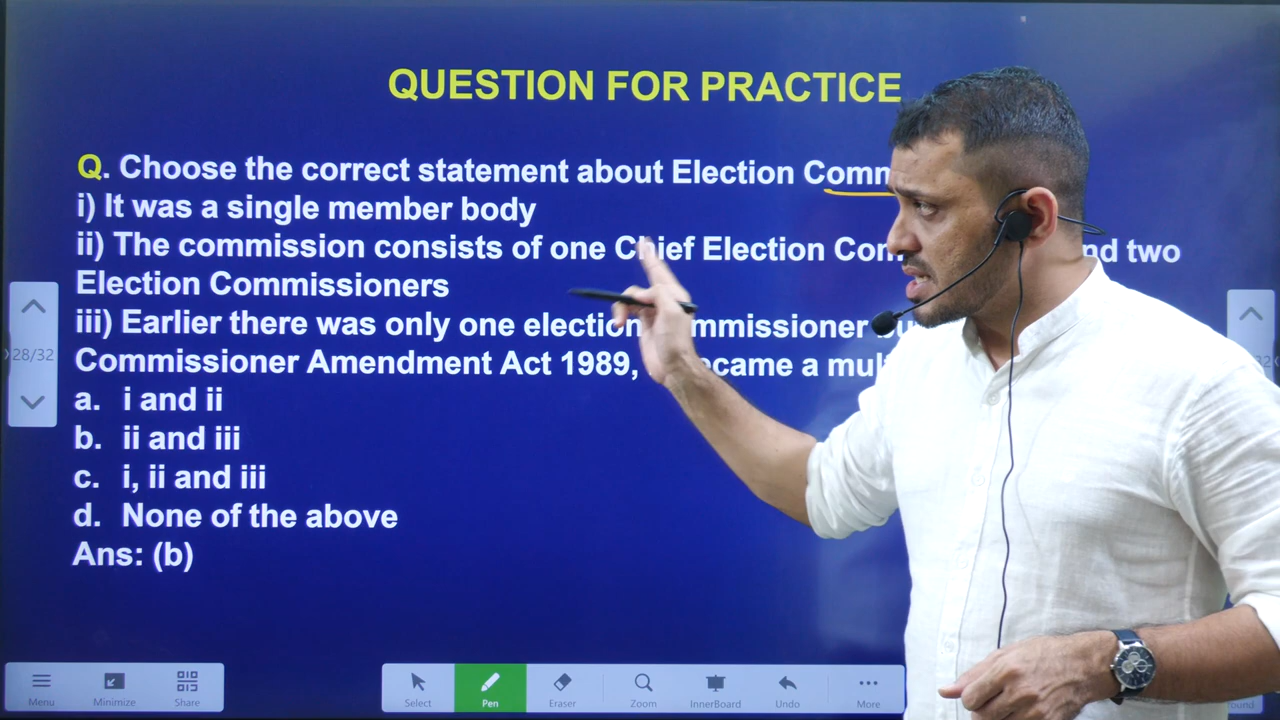 QUESTION FOR PRACTICE
Q. Choose the correct statement about Election Comm
i) It was a single member body
ii) The commission consists of one Chief Election Com nd two
Election Commissioners
iii) Earlier there was only one election mmissioner
Commissioner Amendment Act 1989, ecame a mul
a. i and ii
b. ii and iii
c. i, ii and iii
d. None of the above
Ans: (b)
28/32
Menu Minimize Share Select Pen Eraser Zoom InnerBoard Undo More